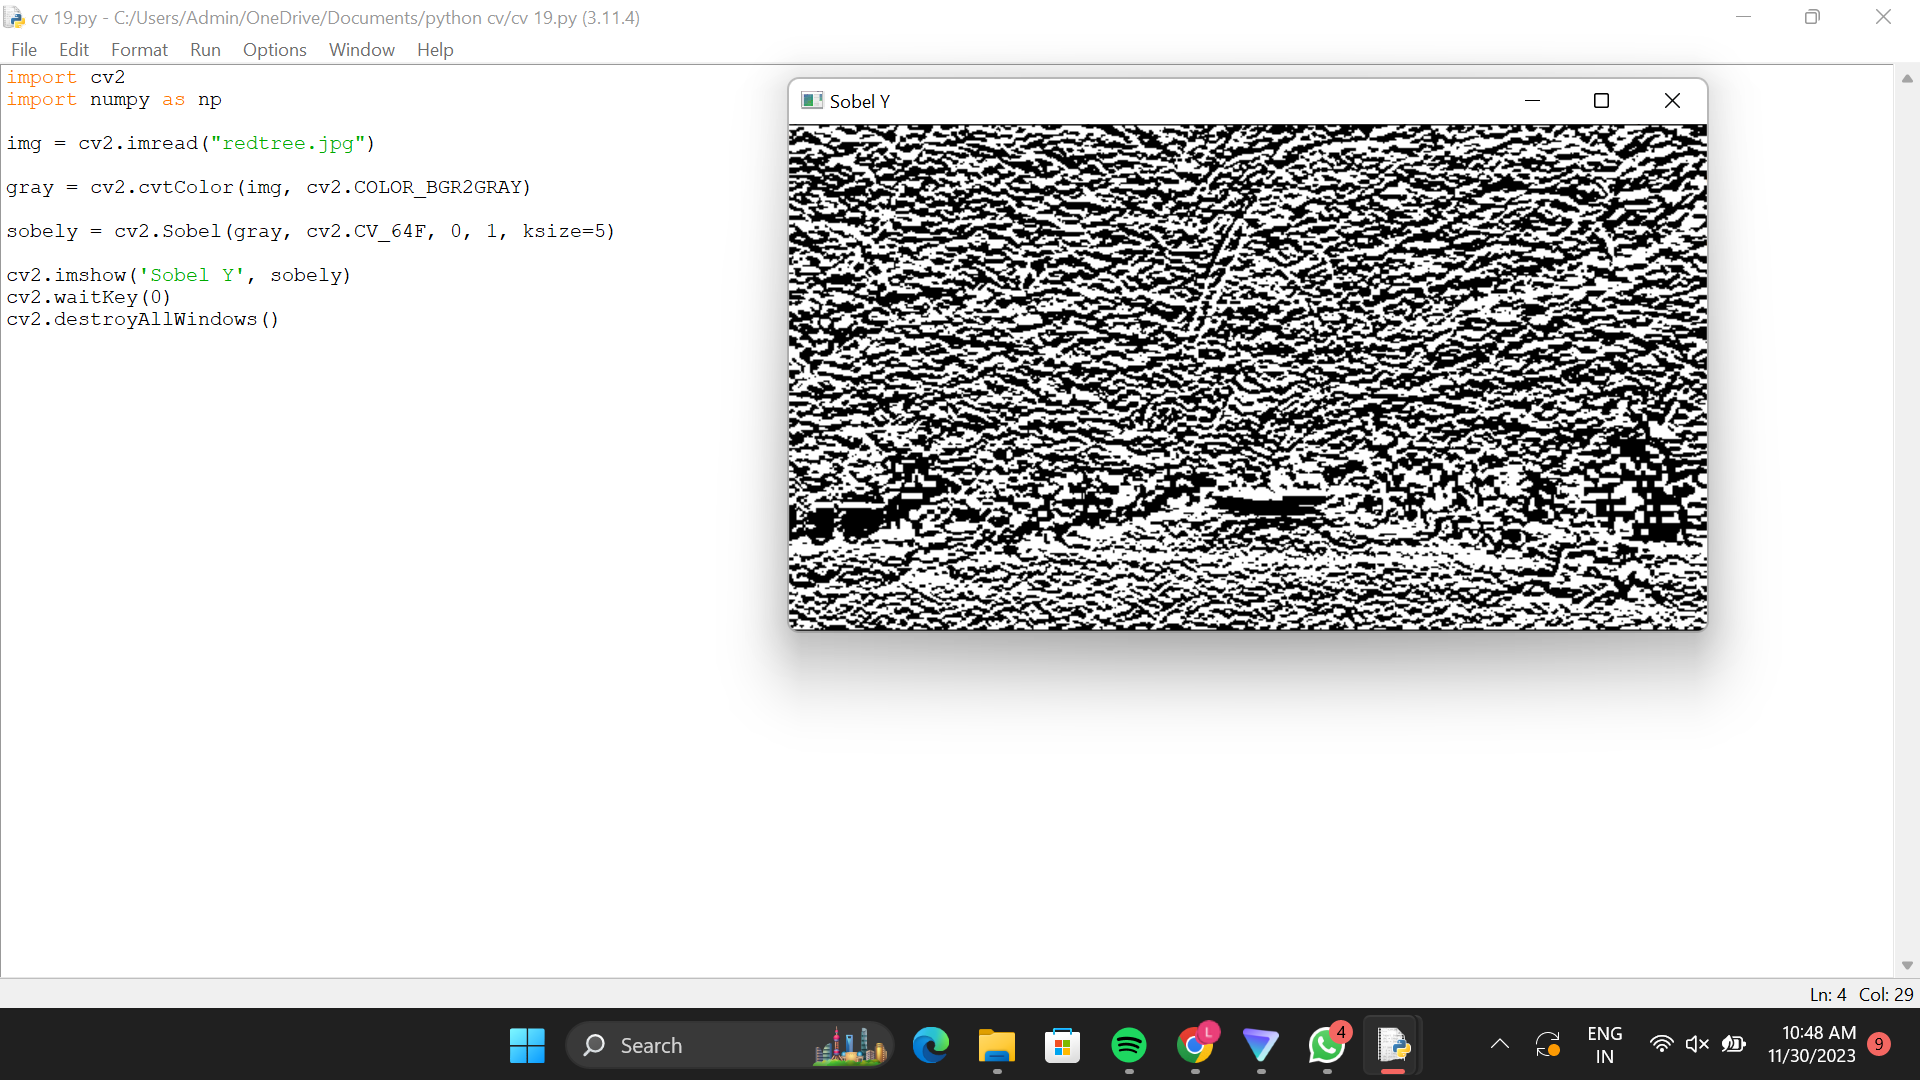 cv 19.py - C:/Users/Admin/OneDrive/Documents/python cv/cv 19.py (3.11.4)
File Edit Format Run Options Window Help
import cv2
import numpy as np
img = cv2.imread("redtree.jpg")
gray = cv2.cvtColor(img, cv2.COLOR_BGR2GRAY)
sobely = cv2.Sobel(gray, cv2.CV_64F, 0, 1, ksize=5)
cv2.imshow('Sobel Y', sobely)
cv2.waitKey(0)
cv2.destroyAllWindows()
Sobel Y
Ln: 4 Col: 29
Search
L
4
ENG
IN
10:48 AM
11/30/2023
9